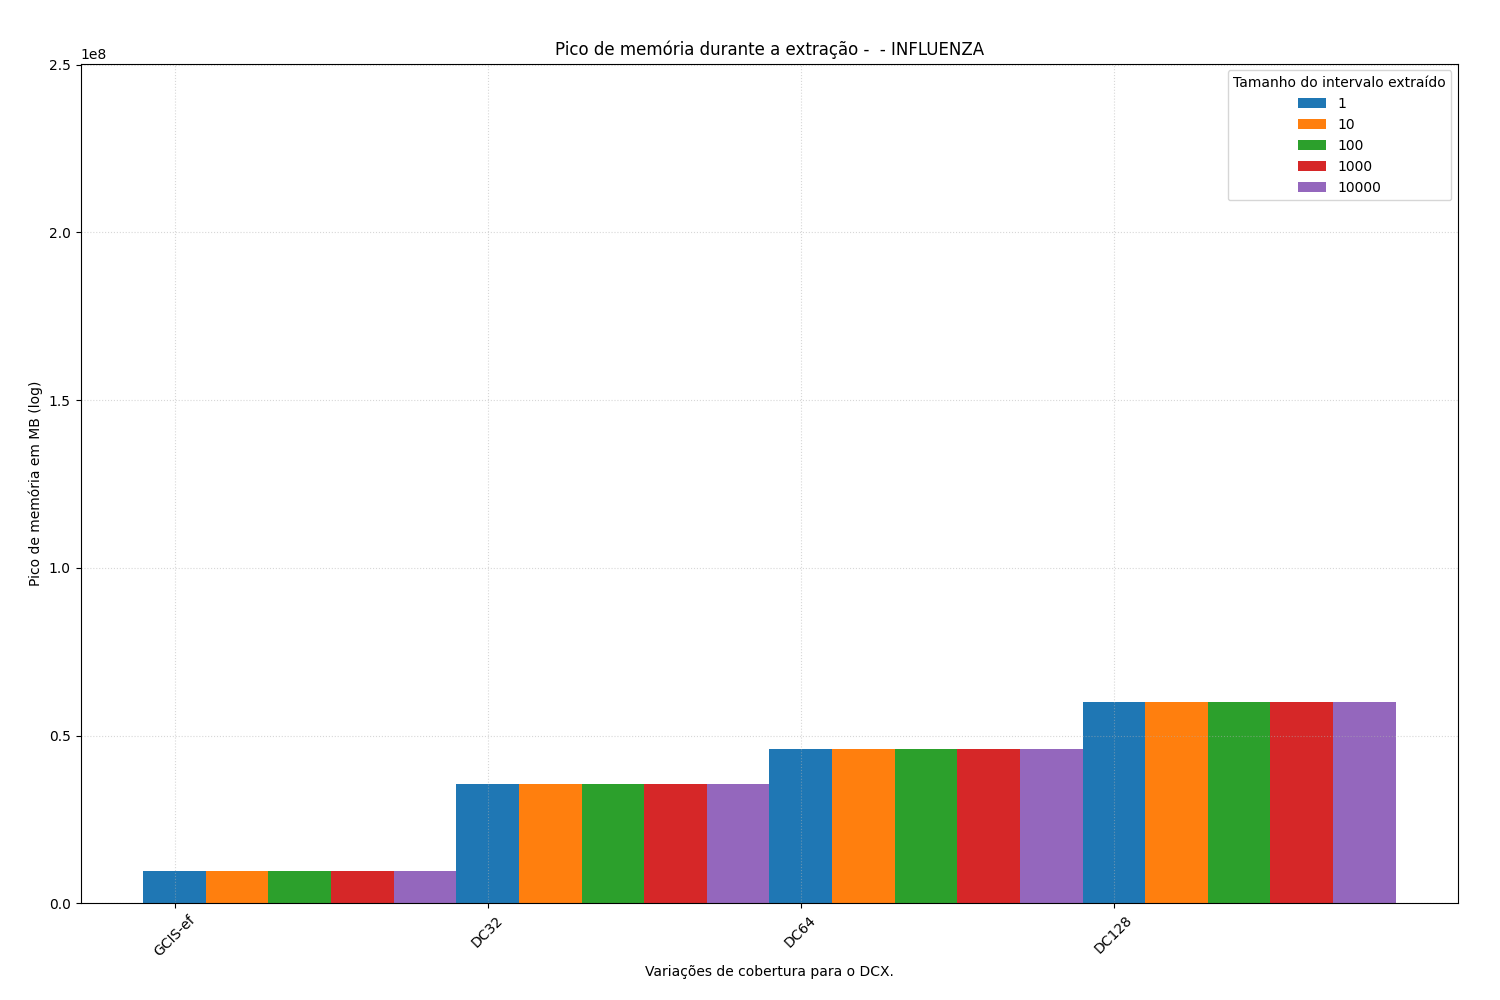 Pico de memória durante a extração -  - INFLUENZA
1e8
2.5
2.0
1.5
1.0
0.5
0.0
Pico de memória em MB (log)
Tamanho do intervalo extraído
1
10
100
1000
10000
GCIS-ef
DC32
DC64
DC128
Variações de cobertura para o DCX.